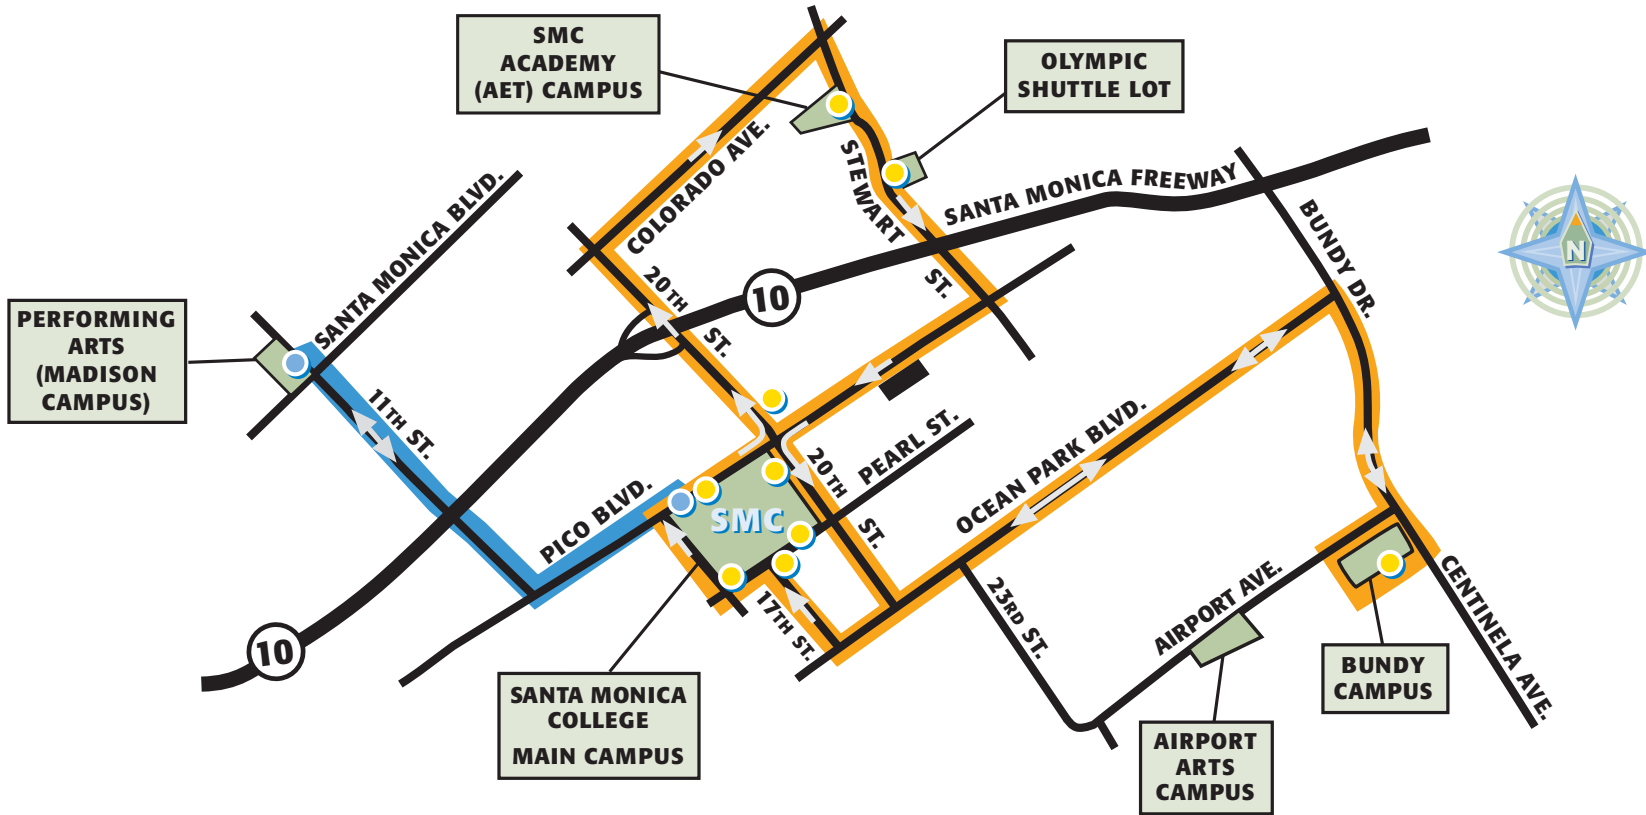 SMC
ACADEMY
(AET) CAMPUS
OLYMPIC
SHUTTLE LOT
COLORADO AVE.
STEWART
ST.
SANTA MONICA FREEWAY
SANTA MONICA BLVD.
BUNDY DR.
N
20TH
ST.
10
PERFORMING
ARTS
(MADISON
CAMPUS)
11TH ST.
PICO BLVD.
SMC
20TH
ST.
PEARL ST.
OCEAN PARK BLVD.
17TH ST.
23RD ST.
AIRPORT AVE.
CENTINELA AVE.
10
SANTA MONICA
COLLEGE
MAIN CAMPUS
BUNDY
CAMPUS
AIRPORT
ARTS
CAMPUS